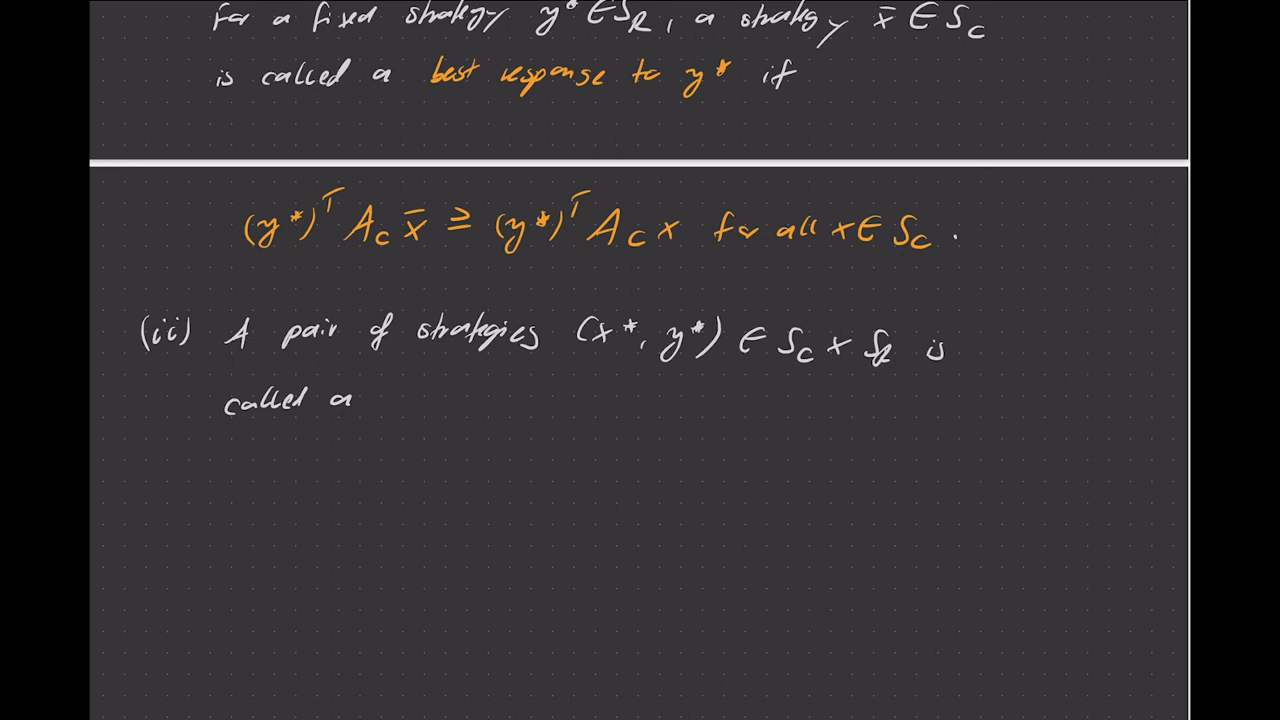 for a fixed strategy y* ∈ S_R, a strategy x̄ ∈ S_C
is called a best response to y* if
(y*)^T A_C x̄ ≥ (y*)^T A_C x for all x ∈ S_C.
(iii) A pair of strategies (x*, y*) ∈ S_C × S_R is
called a